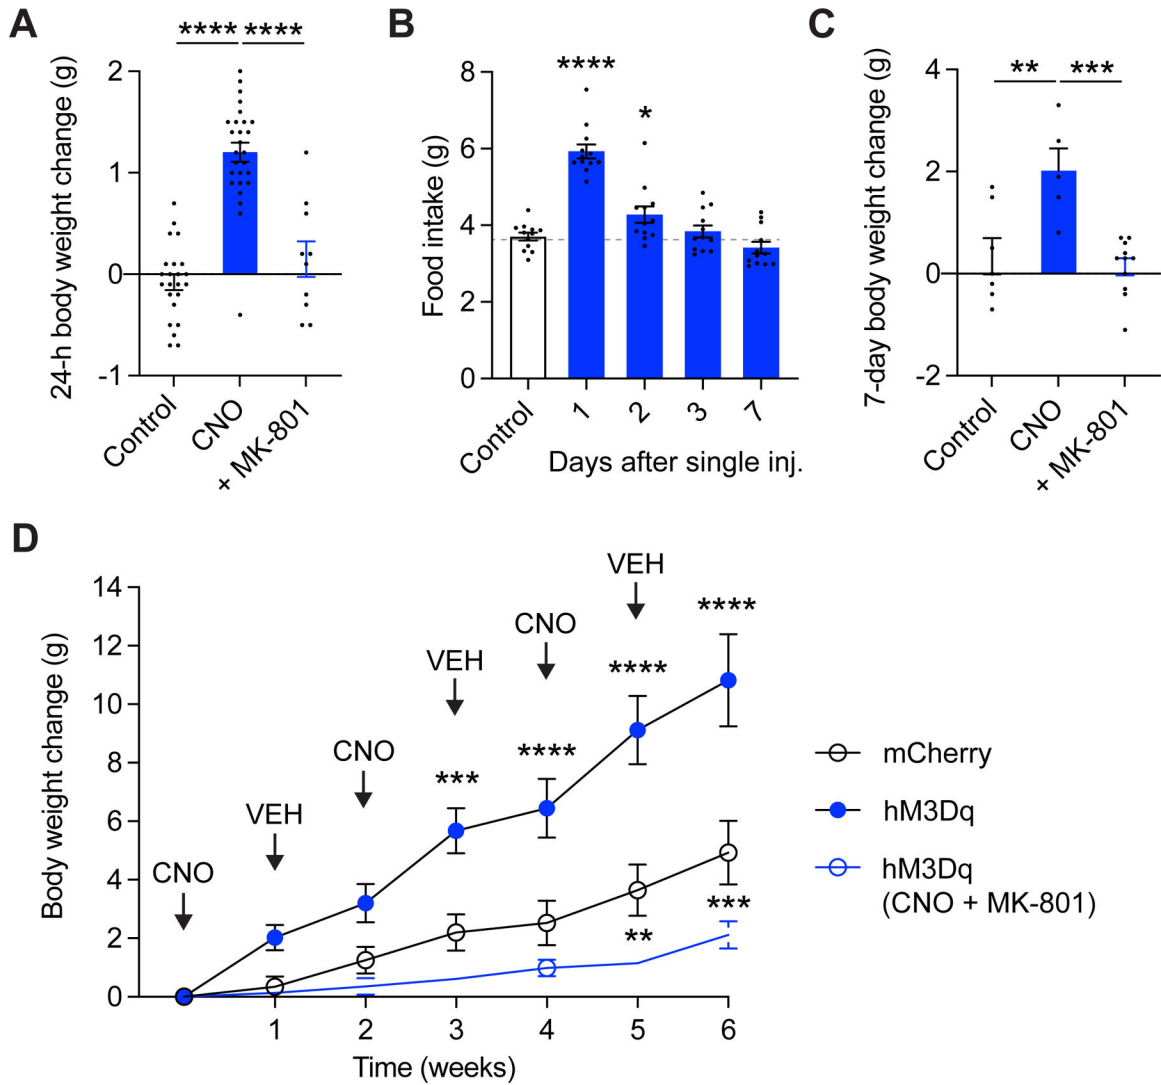 A
24-h body weight change (g)
2
1
0
-1
**** ****
Control
CNO
+ MK-801
B
Food intake (g)
8
6
4
2
0
****
*
Control
1
2
3
7
Days after single inj.
C
7-day body weight change (g)
4
2
0
-2
** ***
Control
CNO
+ MK-801
D
Body weight change (g)
14
12
10
8
6
4
2
0
CNO
VEH
CNO
VEH
CNO
VEH
***
****
****
****
**
***
1 2 3 4 5 6
Time (weeks)
mCherry
hM3Dq
hM3Dq
(CNO + MK-801)